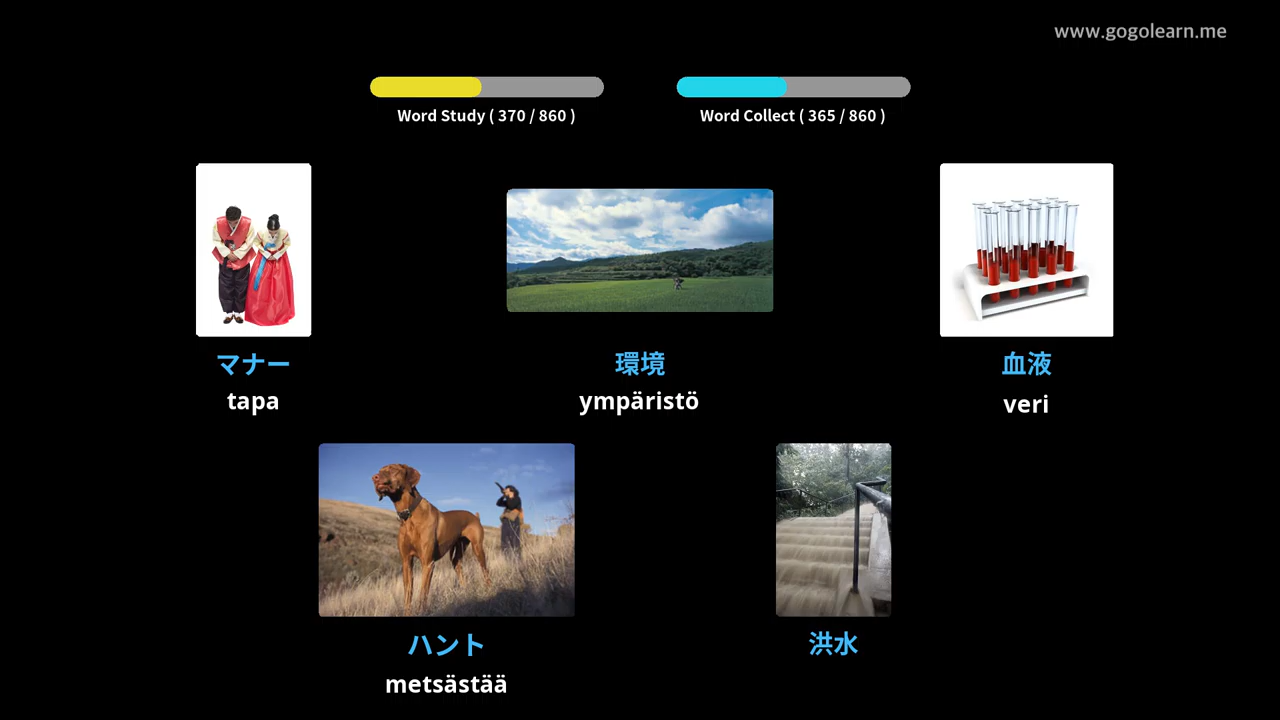 www.gogolearn.me
Word Study ( 370 / 860 )
Word Collect ( 365 / 860 )
マナー
tapa
環境
ympäristö
血液
veri
ハント
metsästää
洪水